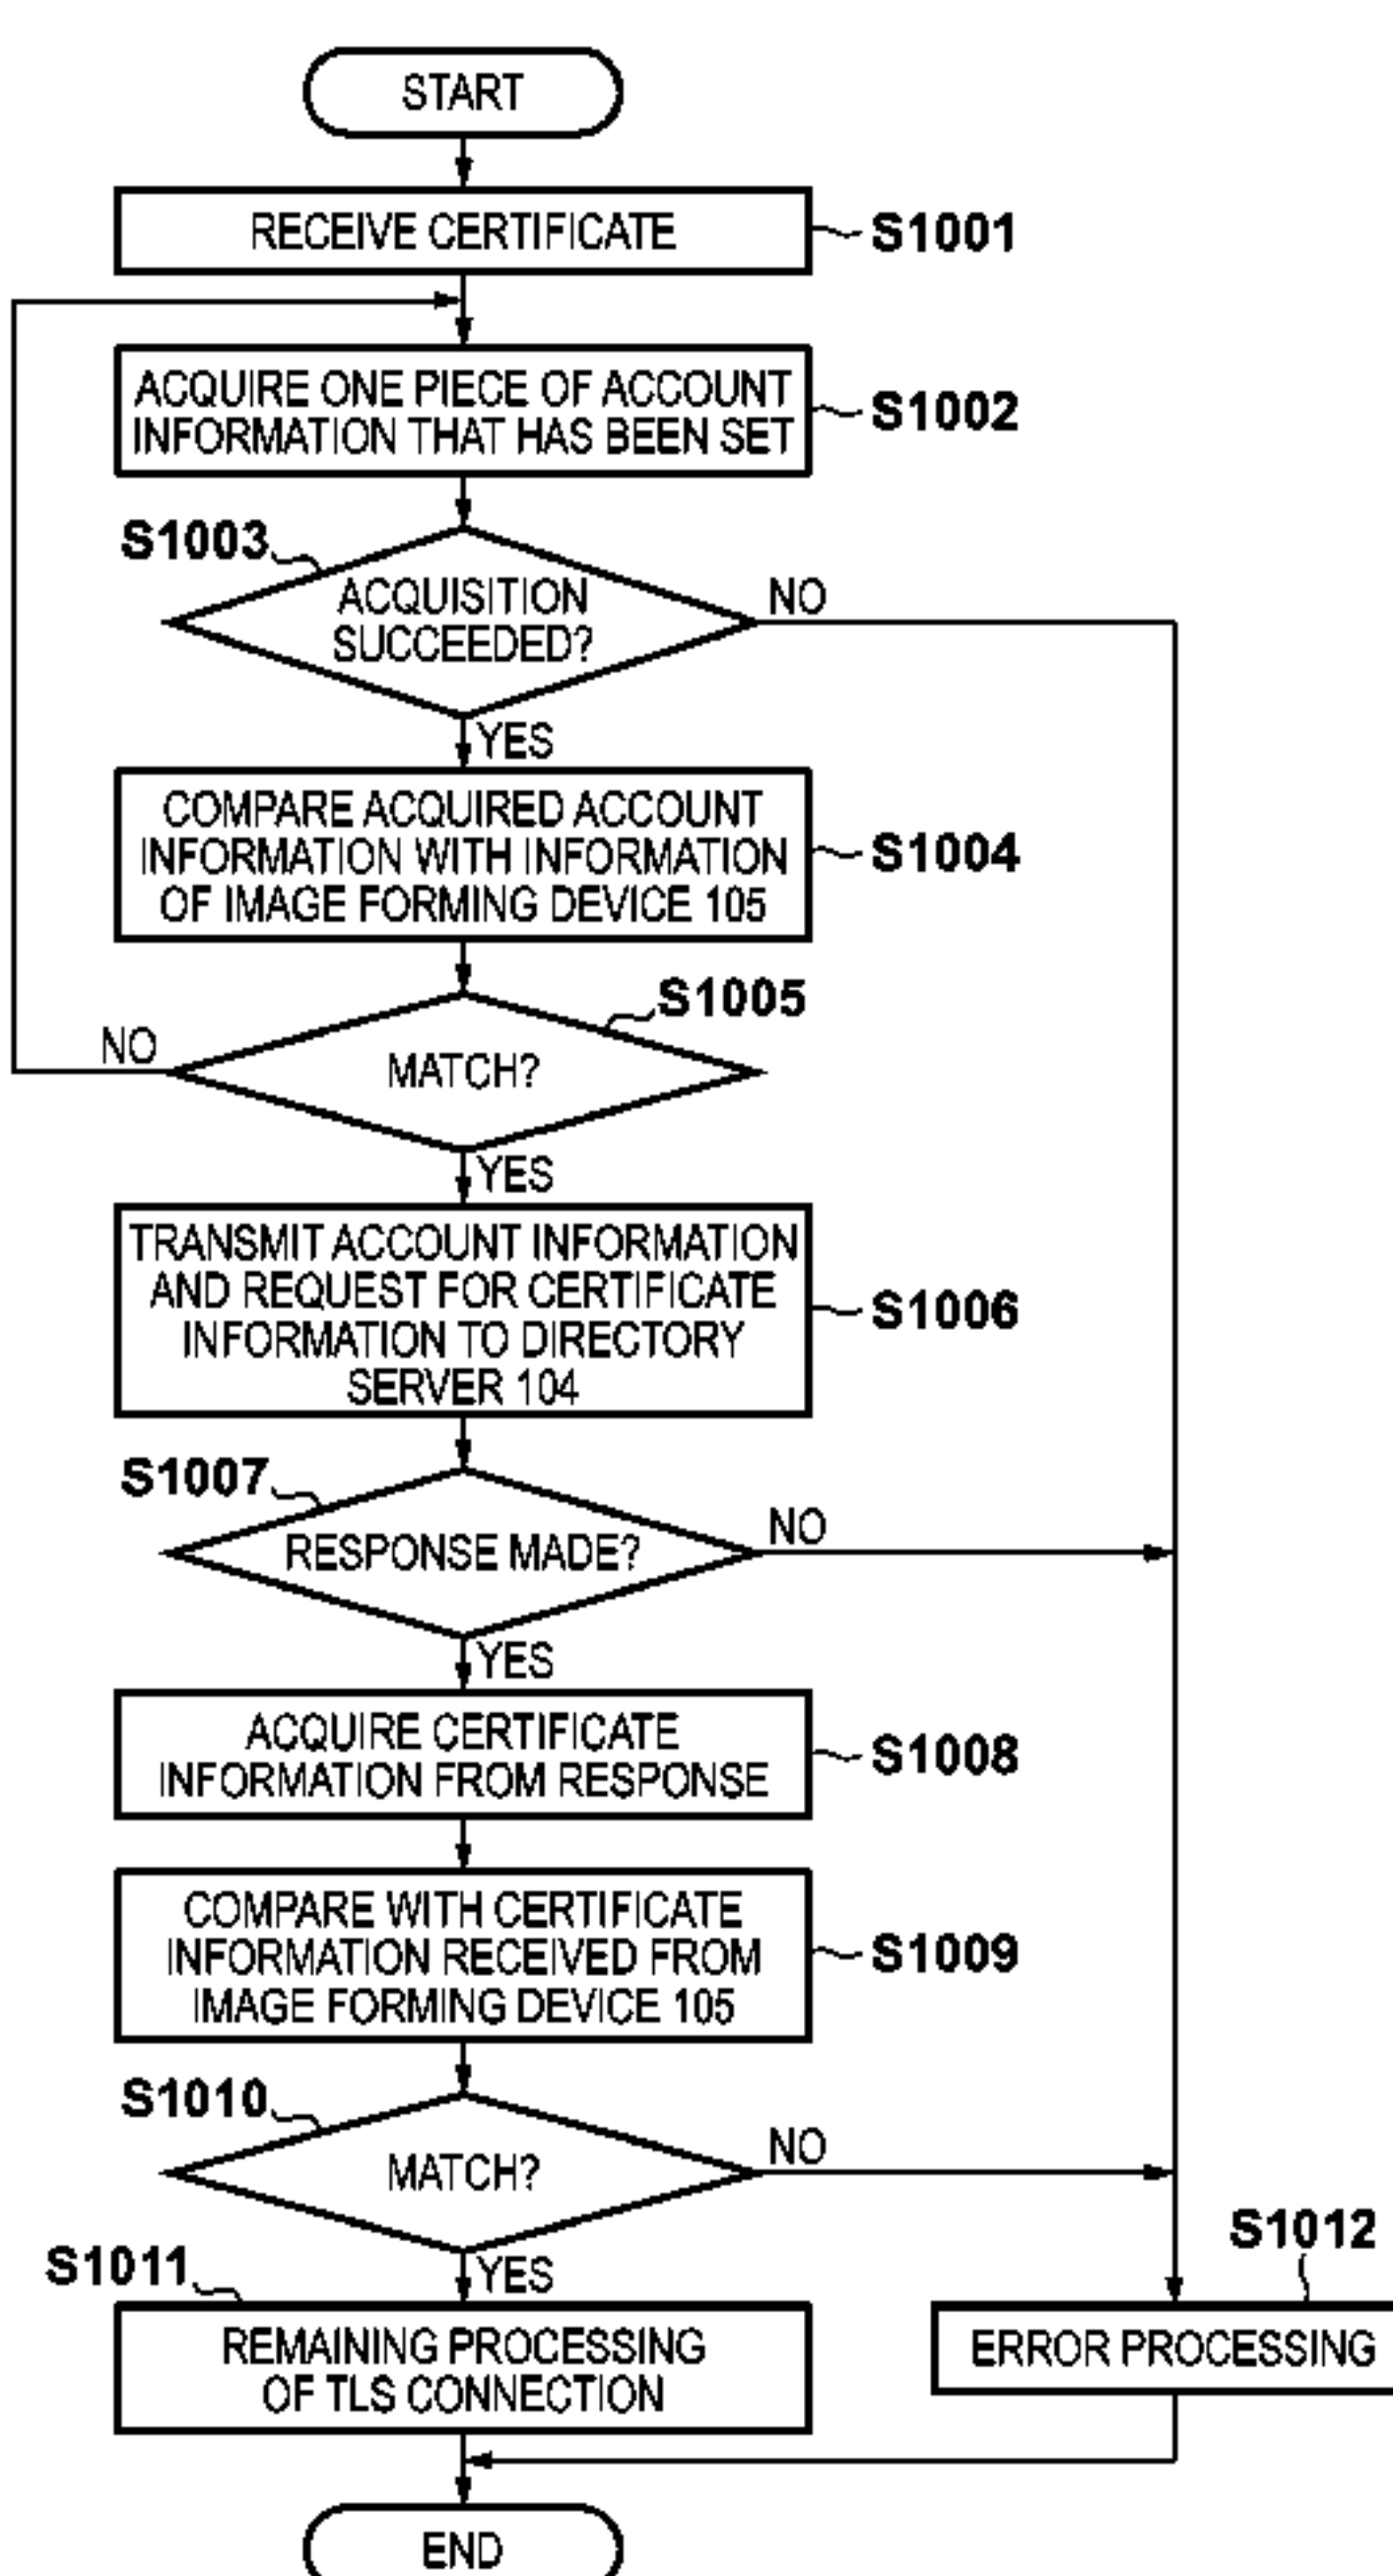 START
RECEIVE CERTIFICATE
S1001
ACQUIRE ONE PIECE OF ACCOUNT
INFORMATION THAT HAS BEEN SET
S1002
S1003
ACQUISITION
SUCCEEDED?
NO
YES
COMPARE ACQUIRED ACCOUNT
INFORMATION WITH INFORMATION
OF IMAGE FORMING DEVICE 105
S1004
S1005
NO
MATCH?
YES
TRANSMIT ACCOUNT INFORMATION
AND REQUEST FOR CERTIFICATE
INFORMATION TO DIRECTORY
SERVER 104
S1006
S1007
RESPONSE MADE?
NO
YES
ACQUIRE CERTIFICATE
INFORMATION FROM RESPONSE
S1008
COMPARE WITH CERTIFICATE
INFORMATION RECEIVED FROM
IMAGE FORMING DEVICE 105
S1009
S1010
MATCH?
NO
YES
S1011
REMAINING PROCESSING
OF TLS CONNECTION
S1012
ERROR PROCESSING
END